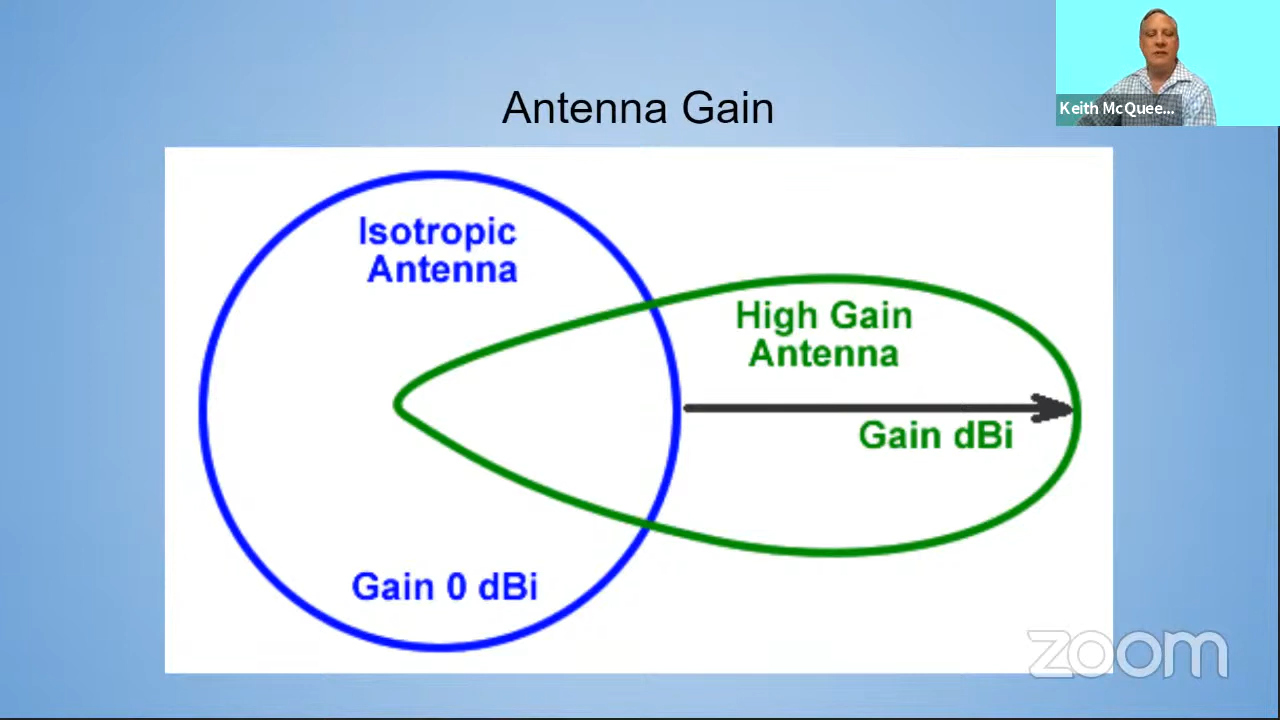 Antenna Gain
Keith McQuee...
Isotropic
Antenna
High Gain
Antenna
Gain dBi
Gain 0 dBi
zoom